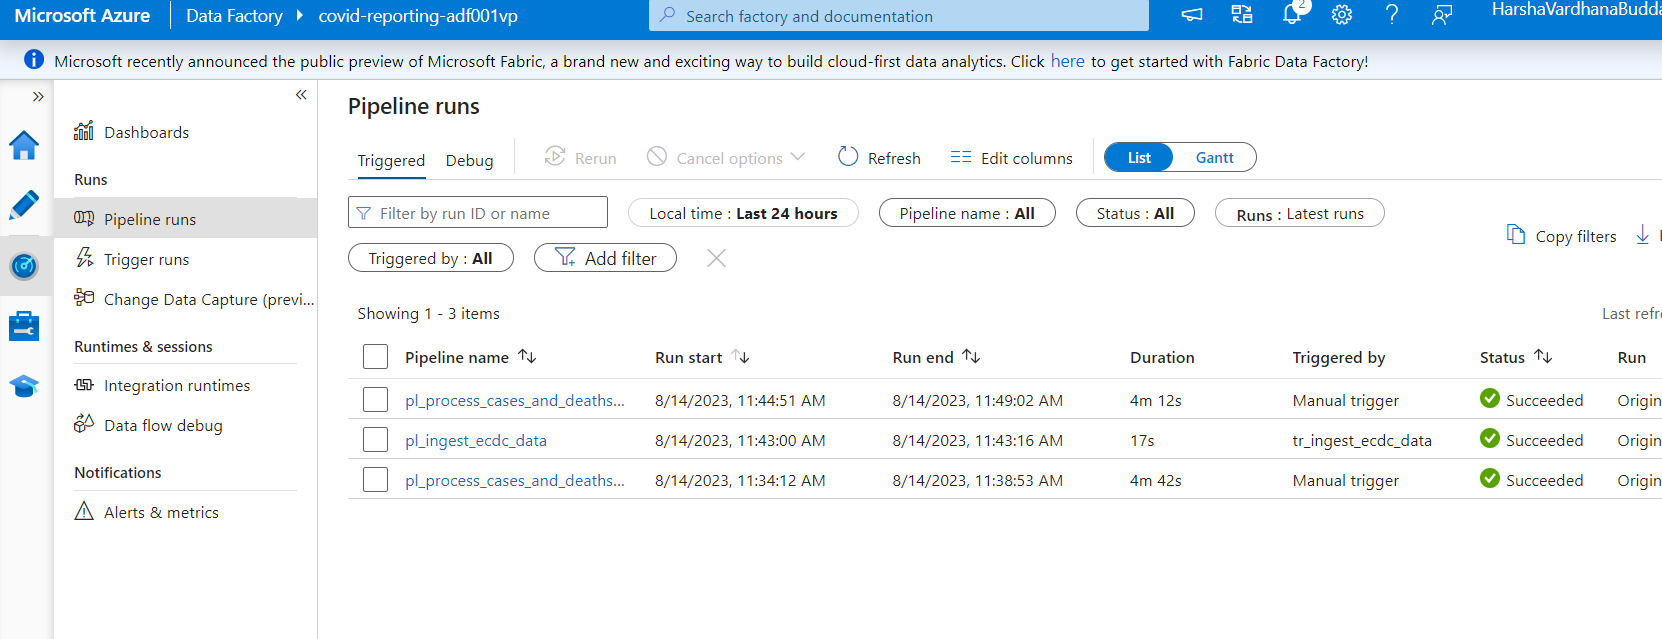 Microsoft Azure Data Factory covid-reporting-adf001vp Search factory and documentation 2 HarshaVardhanaBudda
Microsoft recently announced the public preview of Microsoft Fabric, a brand new and exciting way to build cloud-first data analytics. Click here to get started with Fabric Data Factory!
Dashboards
Runs
Pipeline runs
Trigger runs
Change Data Capture (previ...
Runtimes & sessions
Integration runtimes
Data flow debug
Notifications
Alerts & metrics
Pipeline runs
Triggered Debug Rerun Cancel options Refresh Edit columns List Gantt
Filter by run ID or name Local time : Last 24 hours Pipeline name : All Status : All Runs : Latest runs
Copy filters
Triggered by : All Add filter
Showing 1 - 3 items
Last refre
Pipeline name Run start Run end Duration Triggered by Status Run
pl_process_cases_and_deaths... 8/14/2023, 11:44:51 AM 8/14/2023, 11:49:02 AM 4m 12s Manual trigger Succeeded Origin
pl_ingest_ecdc_data 8/14/2023, 11:43:00 AM 8/14/2023, 11:43:16 AM 17s tr_ingest_ecdc_data Succeeded Origin
pl_process_cases_and_deaths... 8/14/2023, 11:34:12 AM 8/14/2023, 11:38:53 AM 4m 42s Manual trigger Succeeded Origin